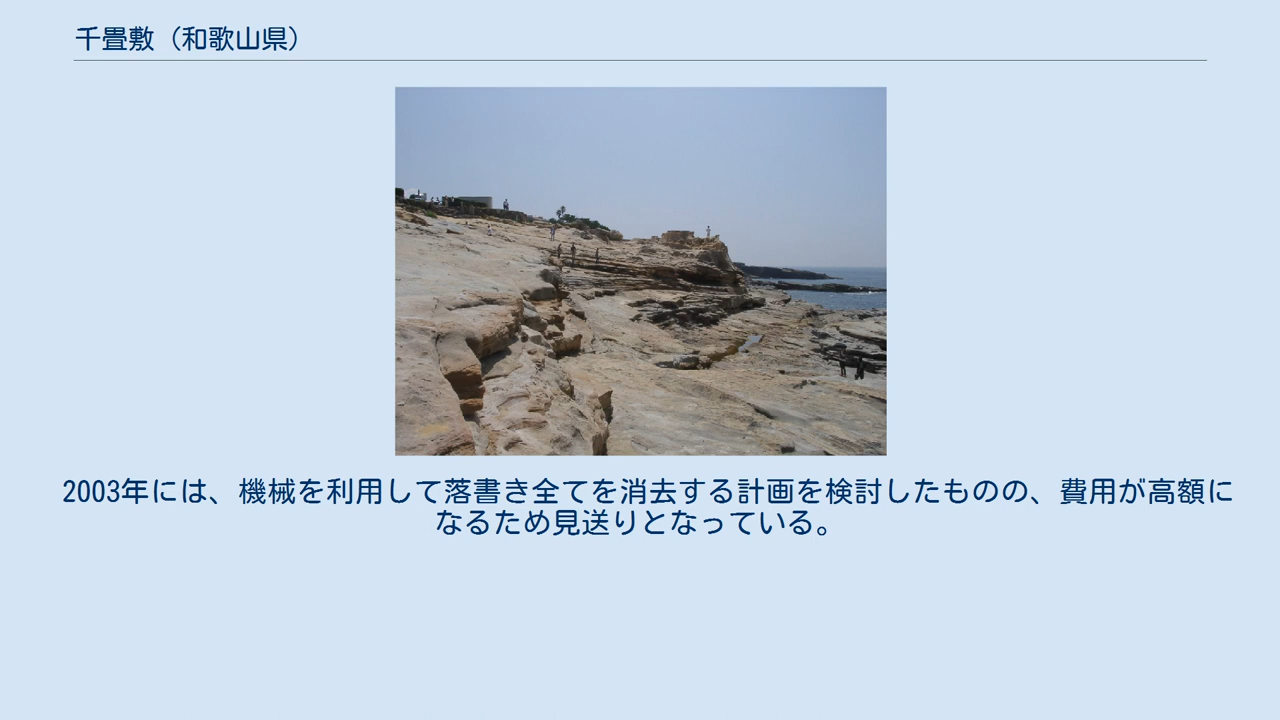 千畳敷（和歌山県）
2003年には、機械を利用して落書き全てを消去する計画を検討したものの、費用が高額に
なるため見送りとなっている。